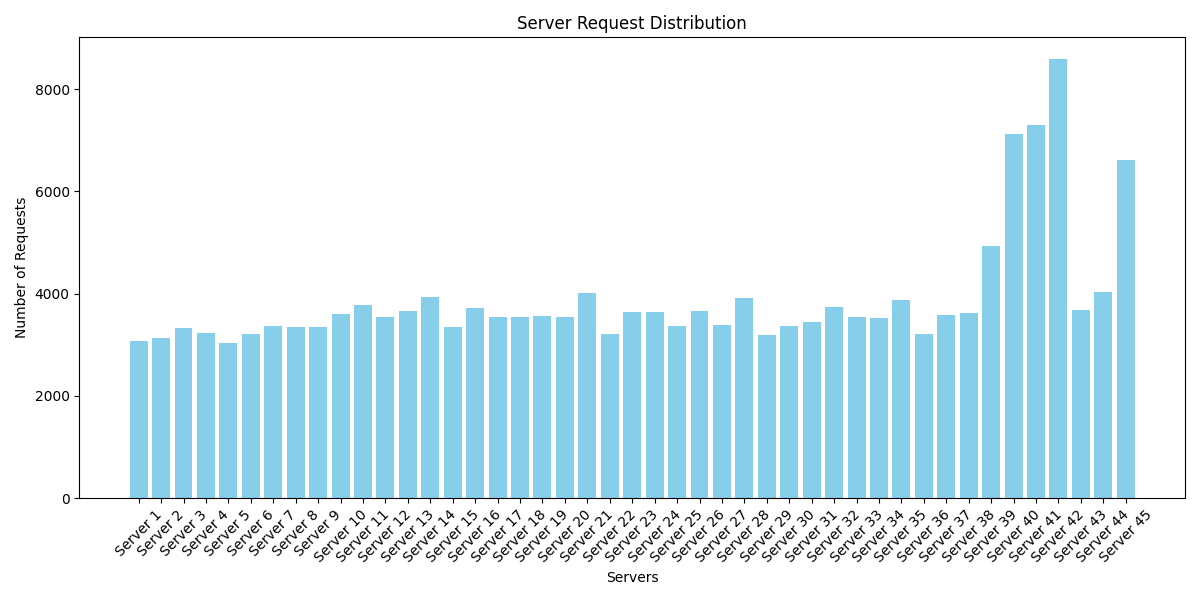 Server Request Distribution
Number of Requests
8000
6000
4000
2000
0
Server 1
Server 2
Server 3
Server 4
Server 5
Server 6
Server 7
Server 8
Server 9
Server 10
Server 11
Server 12
Server 13
Server 14
Server 15
Server 16
Server 17
Server 18
Server 19
Server 20
Server 21
Server 22
Server 23
Server 24
Server 25
Server 26
Server 27
Server 28
Server 29
Server 30
Server 31
Server 32
Server 33
Server 34
Server 35
Server 36
Server 37
Server 38
Server 39
Server 40
Server 41
Server 42
Server 43
Server 44
Server 45
Servers